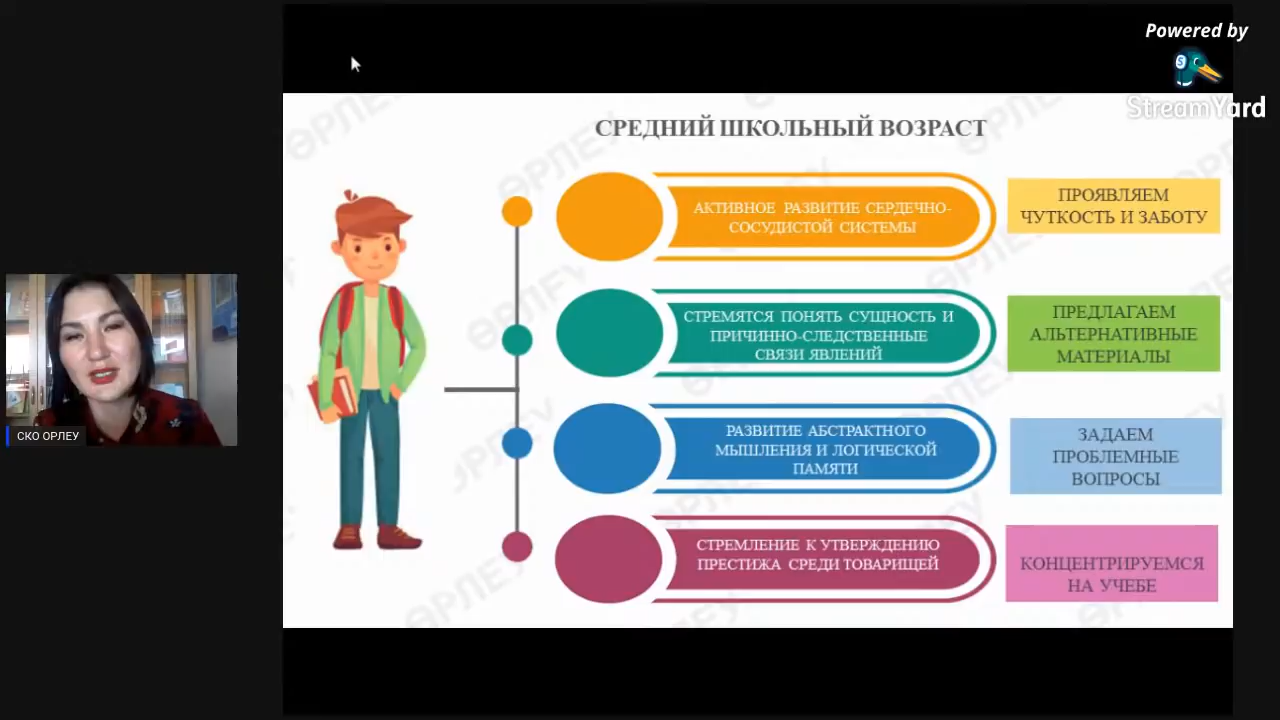 Powered by
StreamYard
СРЕДНИЙ ШКОЛЬНЫЙ ВОЗРАСТ
АКТИВНОЕ РАЗВИТИЕ СЕРДЕЧНО-
СОСУДИСТОЙ СИСТЕМЫ
ПРОЯВЛЯЕМ
ЧУТКОСТЬ И ЗАБОТУ
СТРЕМЯТСЯ ПОНЯТЬ СУЩНОСТЬ И
ПРИЧИННО-СЛЕДСТВЕННЫЕ
СВЯЗИ ЯВЛЕНИЙ
ПРЕДЛАГАЕМ
АЛЬТЕРНАТИВНЫЕ
МАТЕРИАЛЫ
РАЗВИТИЕ АБСТРАКТНОГО
МЫШЛЕНИЯ И ЛОГИЧЕСКОЙ
ПАМЯТИ
ЗАДАЕМ
ПРОБЛЕМНЫЕ
ВОПРОСЫ
СТРЕМЛЕНИЕ К УТВЕРЖДЕНИЮ
ПРЕСТИЖА СРЕДИ ТОВАРИЩЕЙ
КОНЦЕНТРИРУЕМСЯ
НА УЧЕБЕ
СКО ОРЛЕУ
ӨРЛЕУ